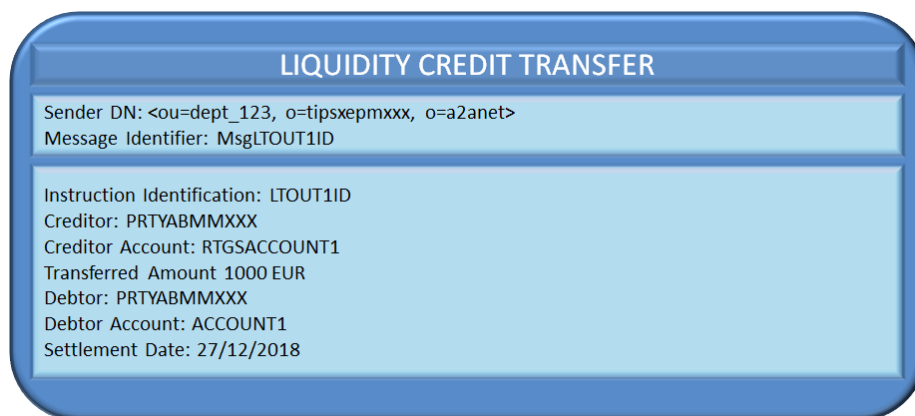 LIQUIDITY CREDIT TRANSFER
Sender DN: <ou=dept_123, o=tipsxepmxxx, o=a2anet>
Message Identifier: MsgLTOUT1ID
Instruction Identification: LTOUT1ID
Creditor: PRTYABMMXXX
Creditor Account: RTGSACCOUNT1
Transferred Amount 1000 EUR
Debtor: PRTYABMMXXX
Debtor Account: ACCOUNT1
Settlement Date: 27/12/2018